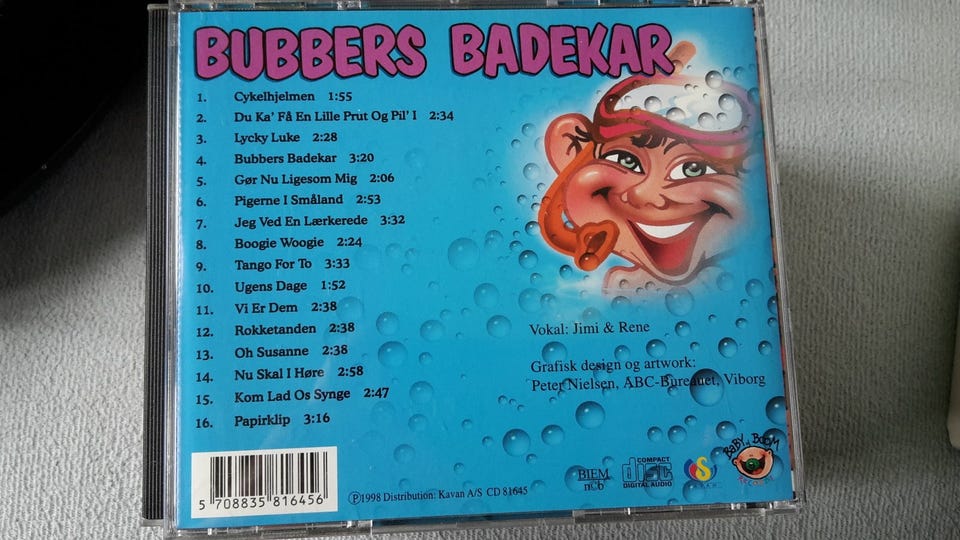 BUBBERS BADEKAR
1. Cykelhjelmen 1:55
2. Du Ka' Få En Lille Prut Og Pil' I 2:34
3. Lycky Luke 2:28
4. Bubbers Badekar 3:20
5. Gør Nu Ligesom Mig 2:06
6. Pigerne I Småland 2:53
7. Jeg Ved En Lærkerede 3:32
8. Boogie Woogie 2:24
9. Tango For To 3:33
10. Ugens Dage 1:52
11. Vi Er Dem 2:38
12. Rokketanden 2:38
13. Oh Susanne 2:38
14. Nu Skal I Høre 2:58
15. Kom Lad Os Synge 2:47
16. Papirklip 3:16
Vokal: Jimi & Rene
Grafisk design og artwork:
Peter Nielsen, ABC-Bureauet, Viborg
BABY BOOM
BIEM
n©b
COMPACT
disc
DIGITAL AUDIO
5 708835 816456
Ⓟ1998 Distribution: Kavan A/S CD 81645